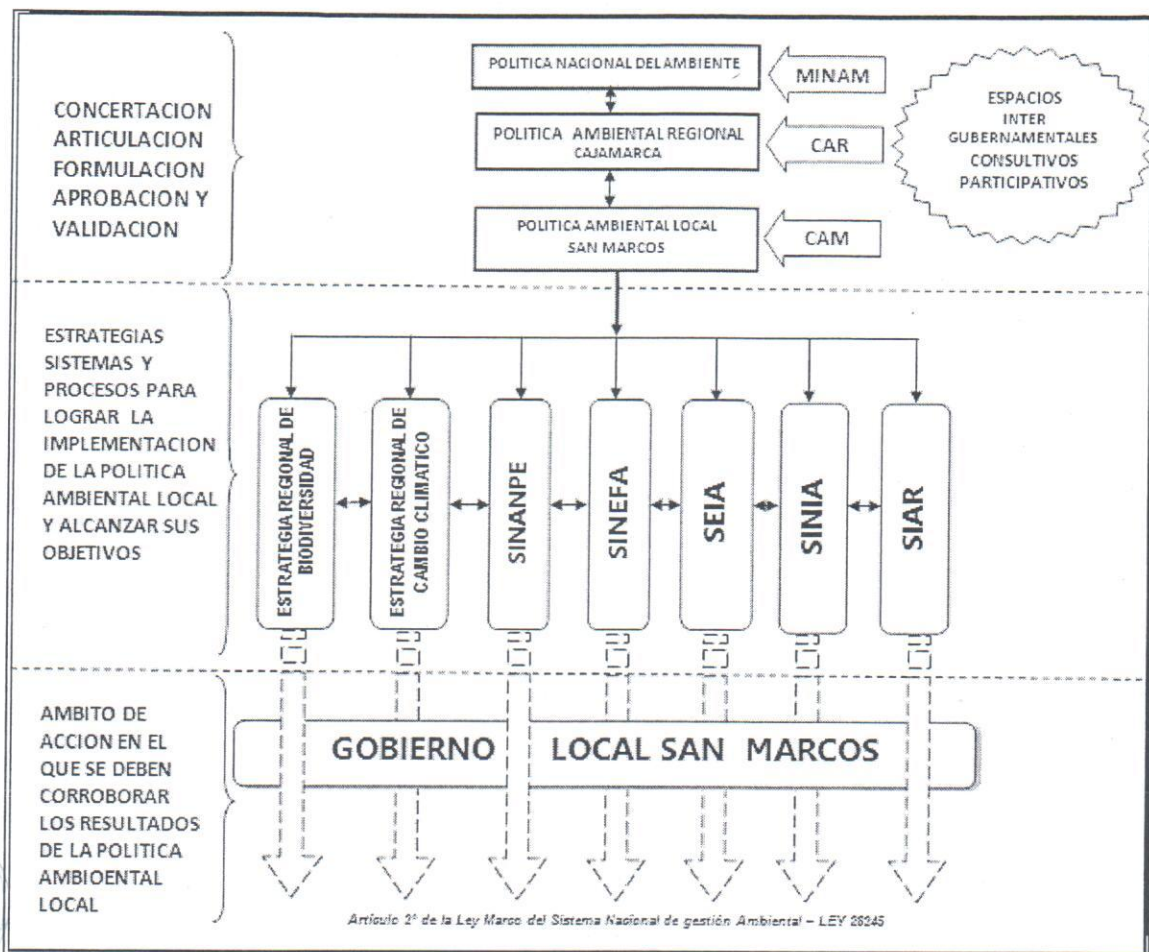 CONCERTACION
ARTICULACION
FORMULACION
APROBACION Y
VALIDACION
POLITICA NACIONAL DEL AMBIENTE
MINAM
POLITICA AMBIENTAL REGIONAL
CAJAMARCA
CAR
POLITICA AMBIENTAL LOCAL
SAN MARCOS
CAM
ESPACIOS
INTER
GUBERNAMENTALES
CONSULTIVOS
PARTICIPATIVOS
ESTRATEGIAS
SISTEMAS Y
PROCESOS PARA
LOGRAR LA
IMPLEMENTACION
DE LA POLITICA
AMBIENTAL LOCAL
Y ALCANZAR SUS
OBJETIVOS
ESTRATEGIA REGIONAL DE
BIODIVERSIDAD
ESTRATEGIA REGIONAL DE
CAMBIO CLIMATICO
SINANPE
SINEFA
SEIA
SINIA
SIAR
AMBITO DE
ACCION EN EL
QUE SE DEBEN
CORROBORAR
LOS RESULTADOS
DE LA POLITICA
AMBIOENTAL
LOCAL
GOBIERNO LOCAL SAN MARCOS
Artículo 2º de la Ley Marco del Sistema Nacional de gestión Ambiental – LEY 28245